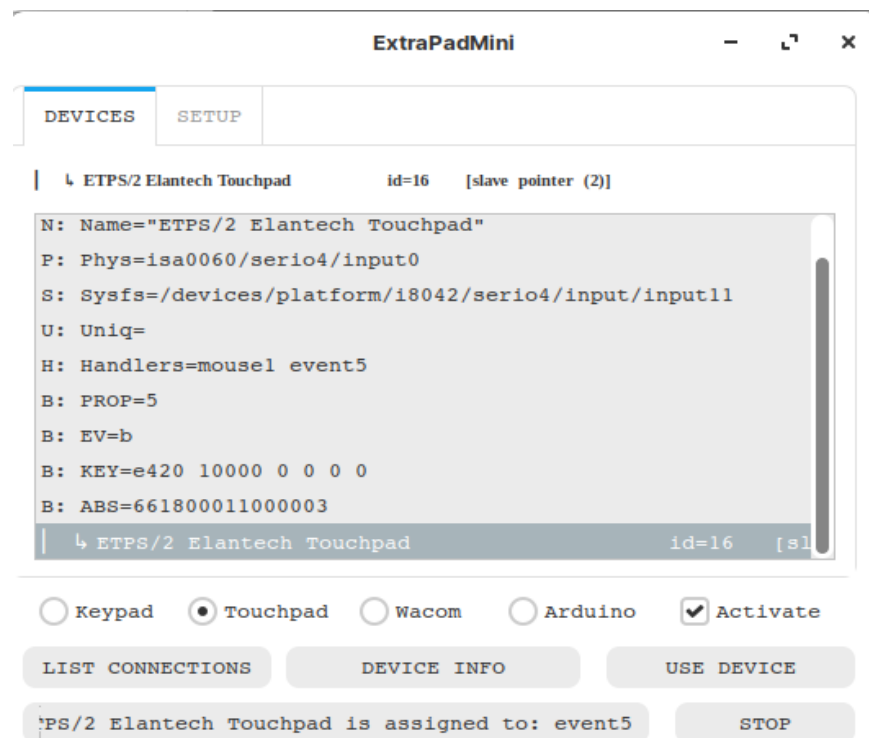 ExtraPadMini
DEVICES SETUP
| ↳ ETPS/2 Elantech Touchpad id=16 [slave pointer (2)]
N: Name="ETPS/2 Elantech Touchpad"
P: Phys=isa0060/serio4/input0
S: Sysfs=/devices/platform/i8042/serio4/input/input11
U: Uniq=
H: Handlers=mouse1 event5
B: PROP=5
B: EV=b
B: KEY=e420 10000 0 0 0 0
B: ABS=661800011000003
| ↳ ETPS/2 Elantech Touchpad id=16 [sl
Keypad Touchpad Wacom Arduino Activate
LIST CONNECTIONS DEVICE INFO USE DEVICE
PS/2 Elantech Touchpad is assigned to: event5 STOP